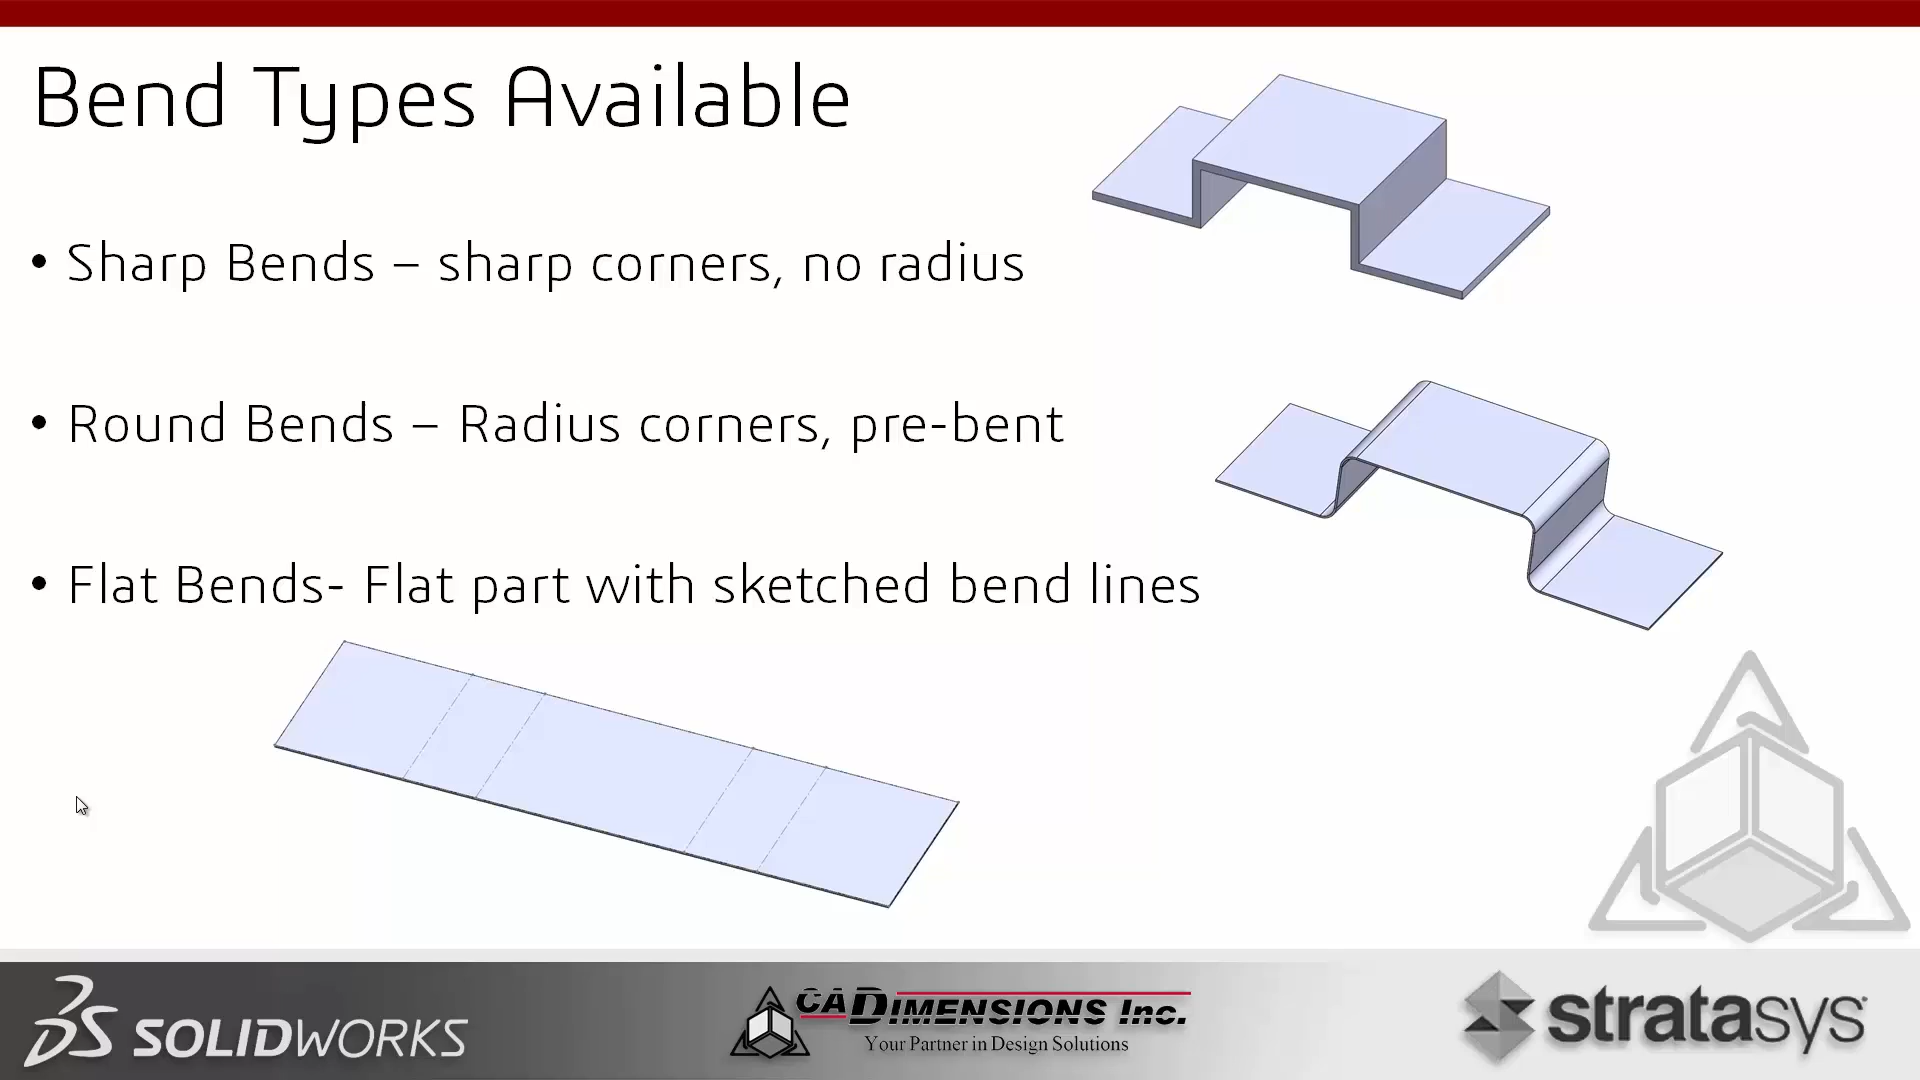 Bend Types Available
• Sharp Bends – sharp corners, no radius
• Round Bends – Radius corners, pre-bent
• Flat Bends- Flat part with sketched bend lines
3DS SOLIDWORKS
CADIMENSIONS Inc.
Your Partner in Design Solutions
stratasys